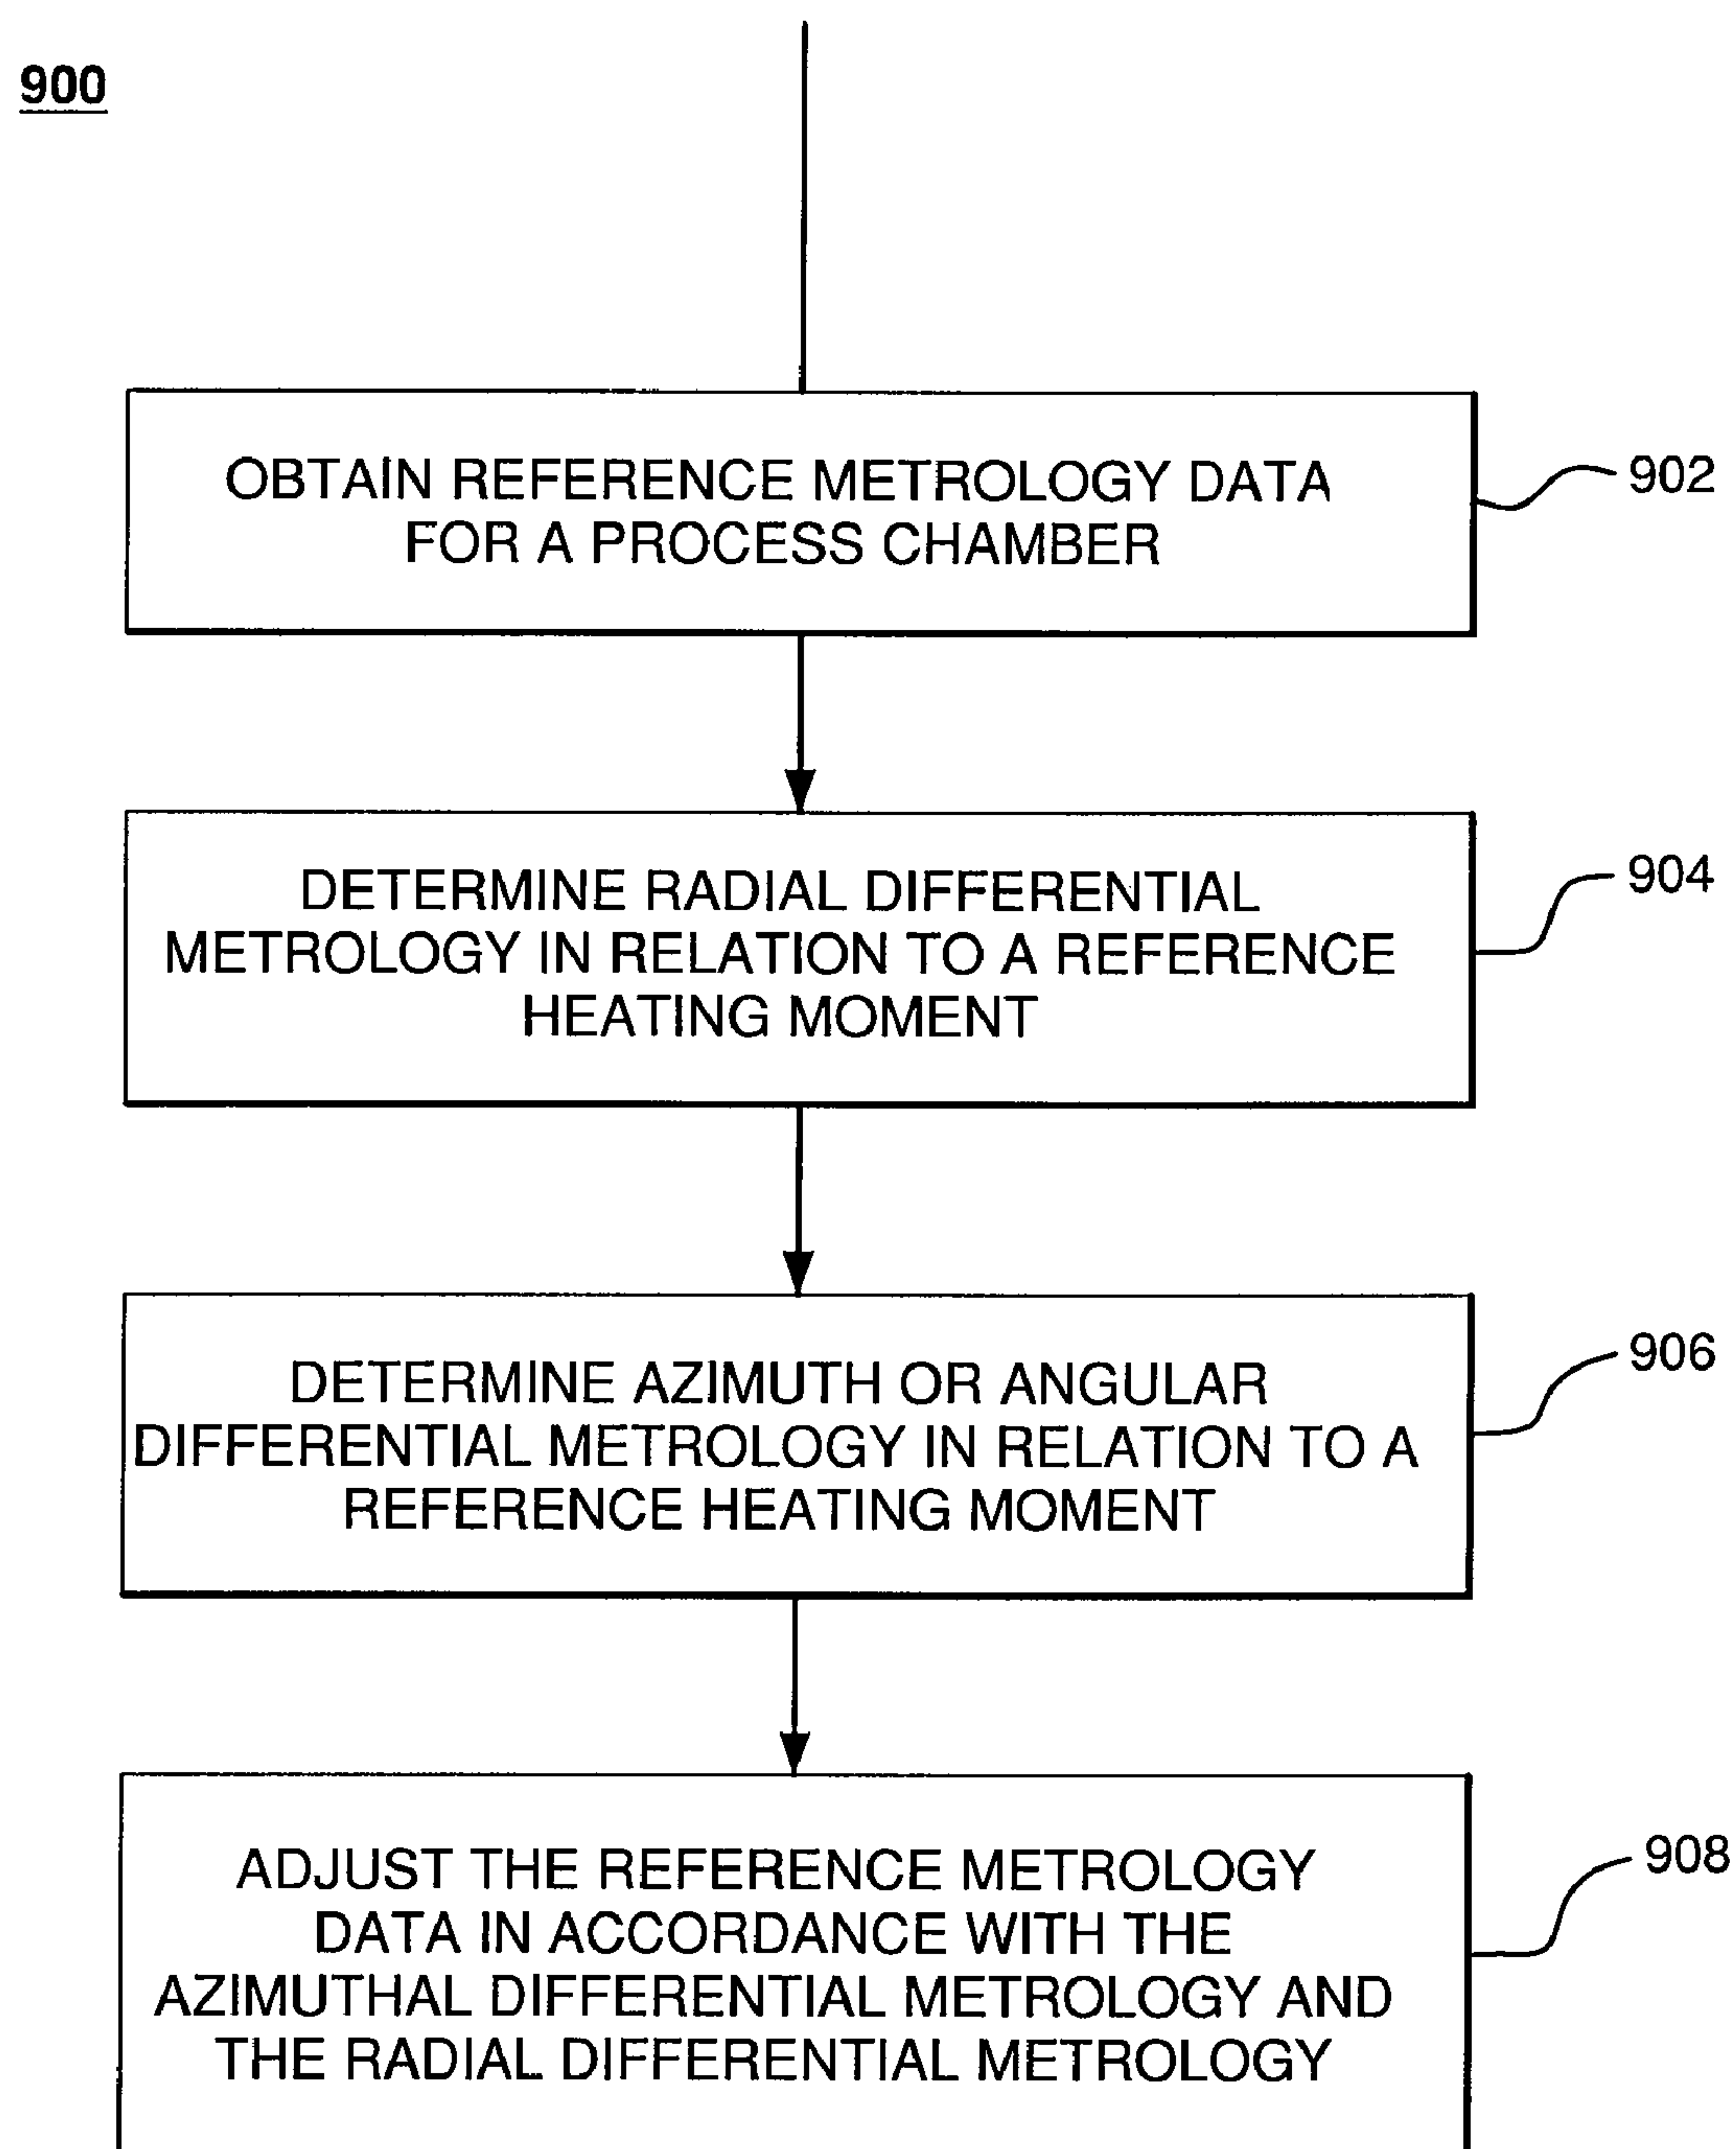 900
OBTAIN REFERENCE METROLOGY DATA
FOR A PROCESS CHAMBER
902
DETERMINE RADIAL DIFFERENTIAL
METROLOGY IN RELATION TO A REFERENCE
HEATING MOMENT
904
DETERMINE AZIMUTH OR ANGULAR
DIFFERENTIAL METROLOGY IN RELATION TO A
REFERENCE HEATING MOMENT
906
ADJUST THE REFERENCE METROLOGY
DATA IN ACCORDANCE WITH THE
AZIMUTHAL DIFFERENTIAL METROLOGY AND
THE RADIAL DIFFERENTIAL METROLOGY
908